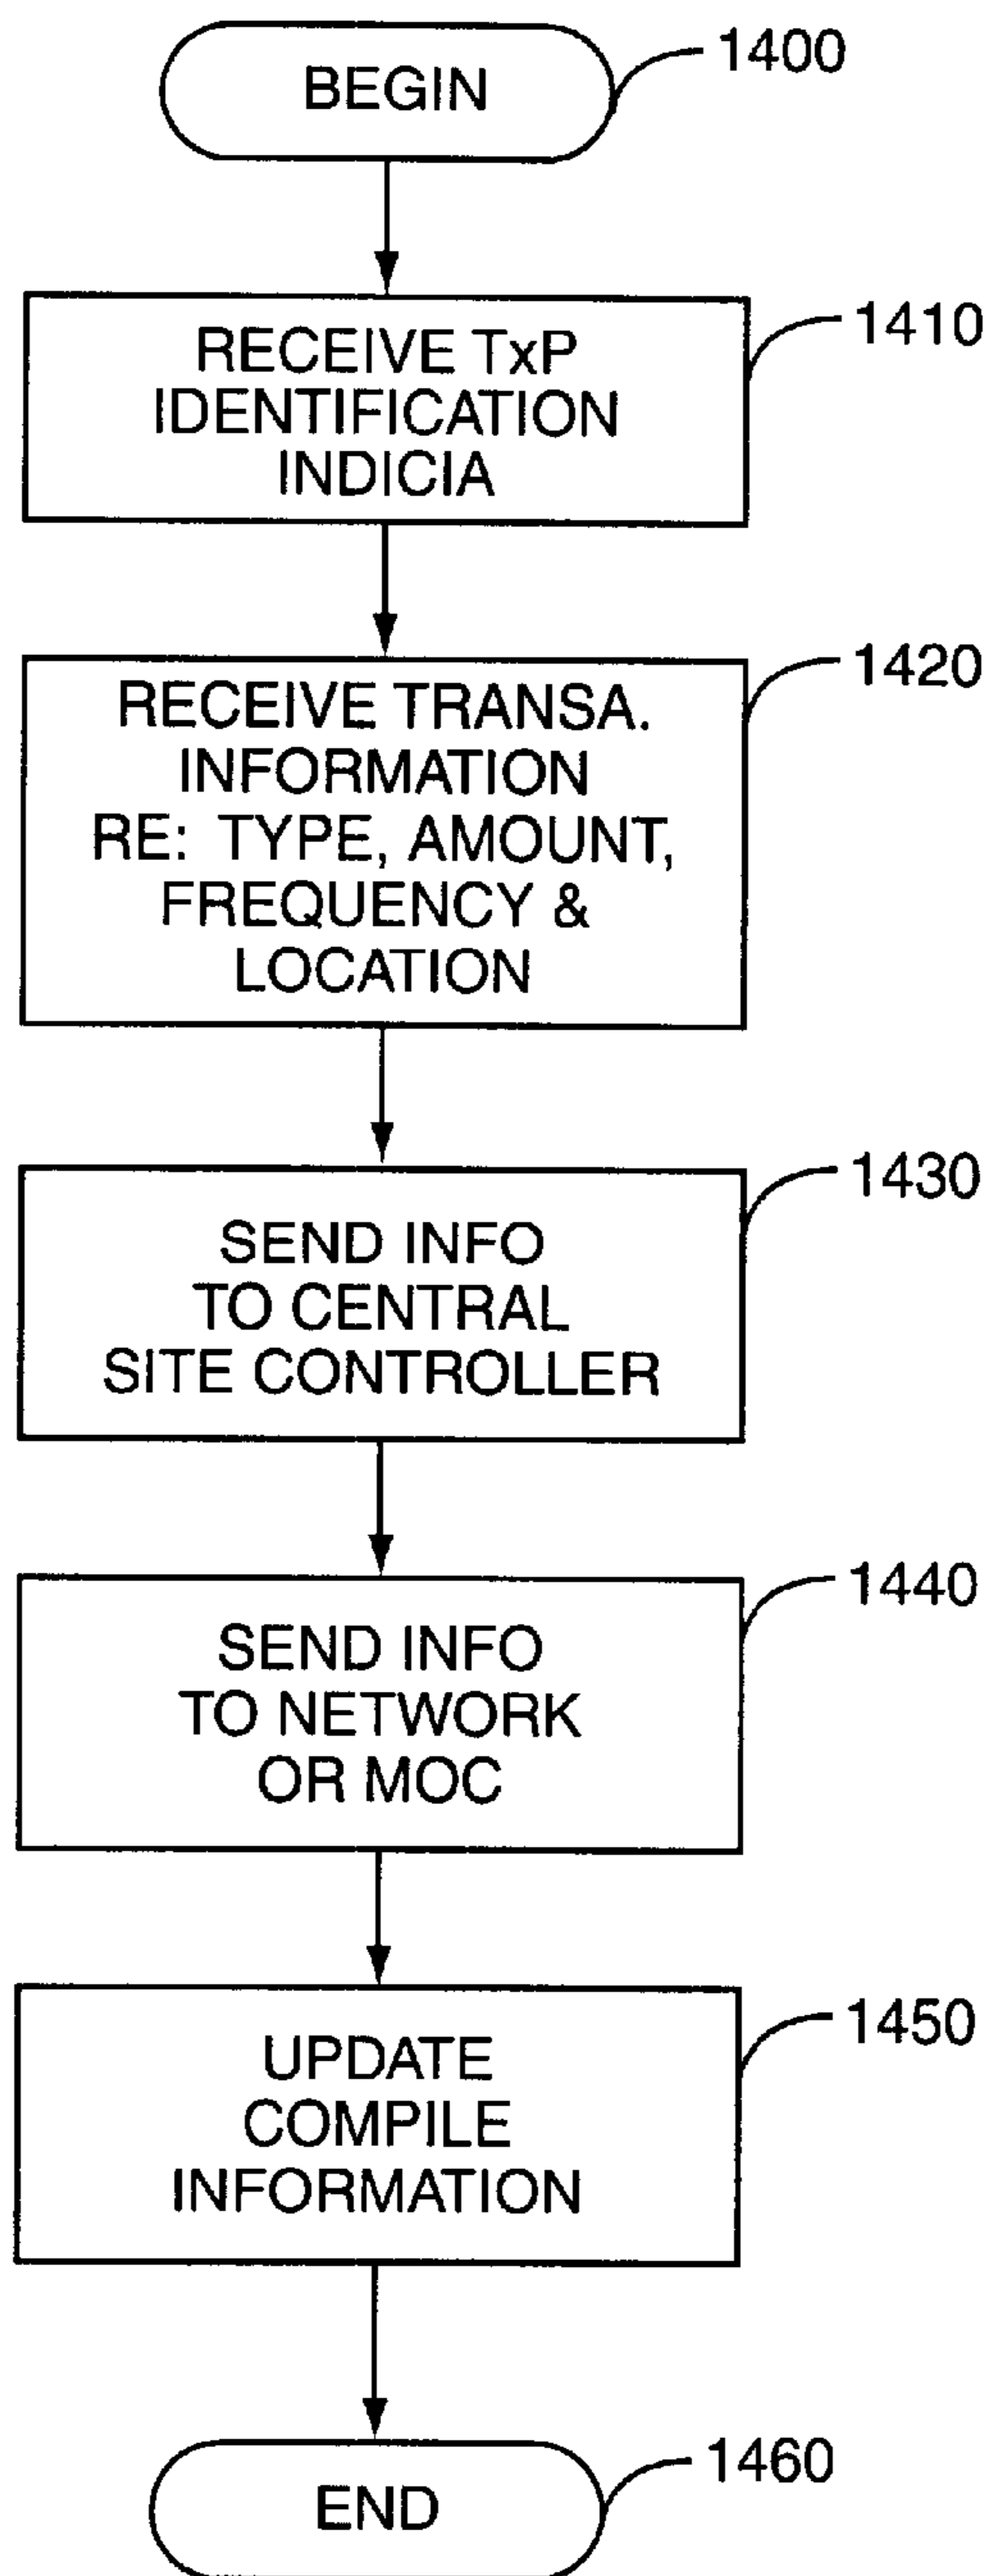 BEGIN
1400
RECEIVE TxP
IDENTIFICATION
INDICIA
1410
RECEIVE TRANSA.
INFORMATION
RE: TYPE, AMOUNT,
FREQUENCY &
LOCATION
1420
SEND INFO
TO CENTRAL
SITE CONTROLLER
1430
SEND INFO
TO NETWORK
OR MOC
1440
UPDATE
COMPILE
INFORMATION
1450
END
1460